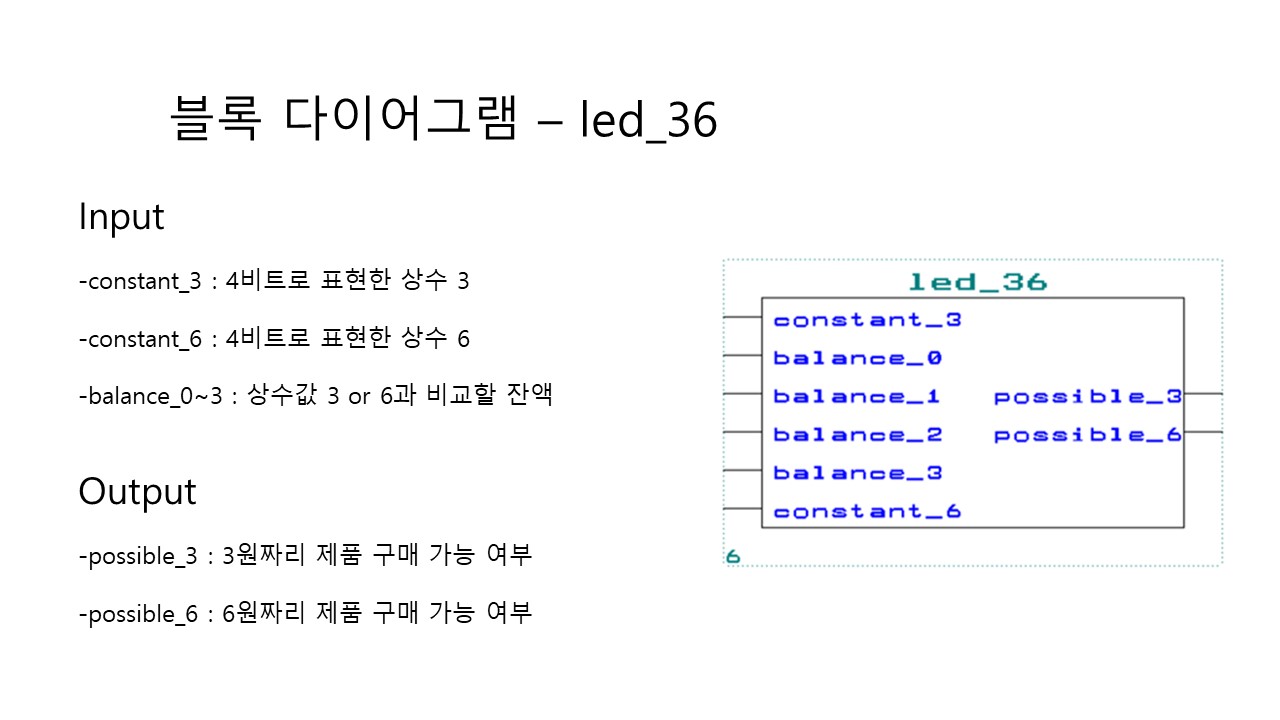 블록 다이어그램 – led_36
Input
-constant_3 : 4비트로 표현한 상수 3
-constant_6 : 4비트로 표현한 상수 6
-balance_0~3 : 상수값 3 or 6과 비교할 잔액
Output
-possible_3 : 3원짜리 제품 구매 가능 여부
-possible_6 : 6원짜리 제품 구매 가능 여부
led_36
constant_3
balance_0
balance_1 possible_3
balance_2 possible_6
balance_3
constant_6
6